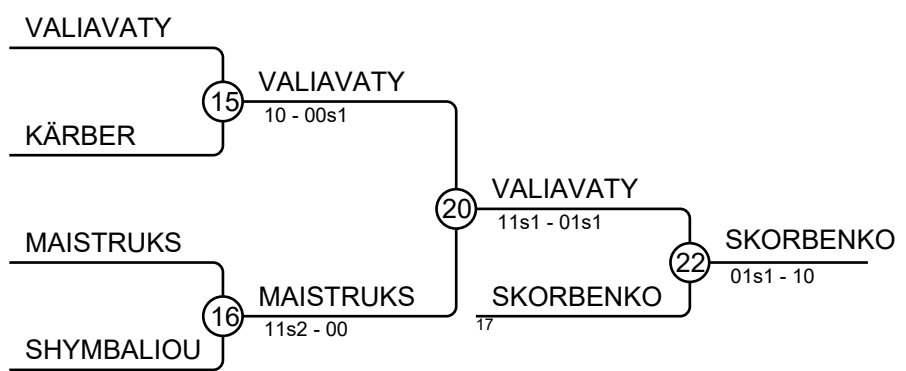 VALIAVATY
15
VALIAVATY
10 - 00s1
KÄRBER
20
VALIAVATY
11s1 - 01s1
MAISTRUKS
22
SKORBENKO
01s1 - 10
16
MAISTRUKS
11s2 - 00
SKORBENKO
17
SHYMBALIOU